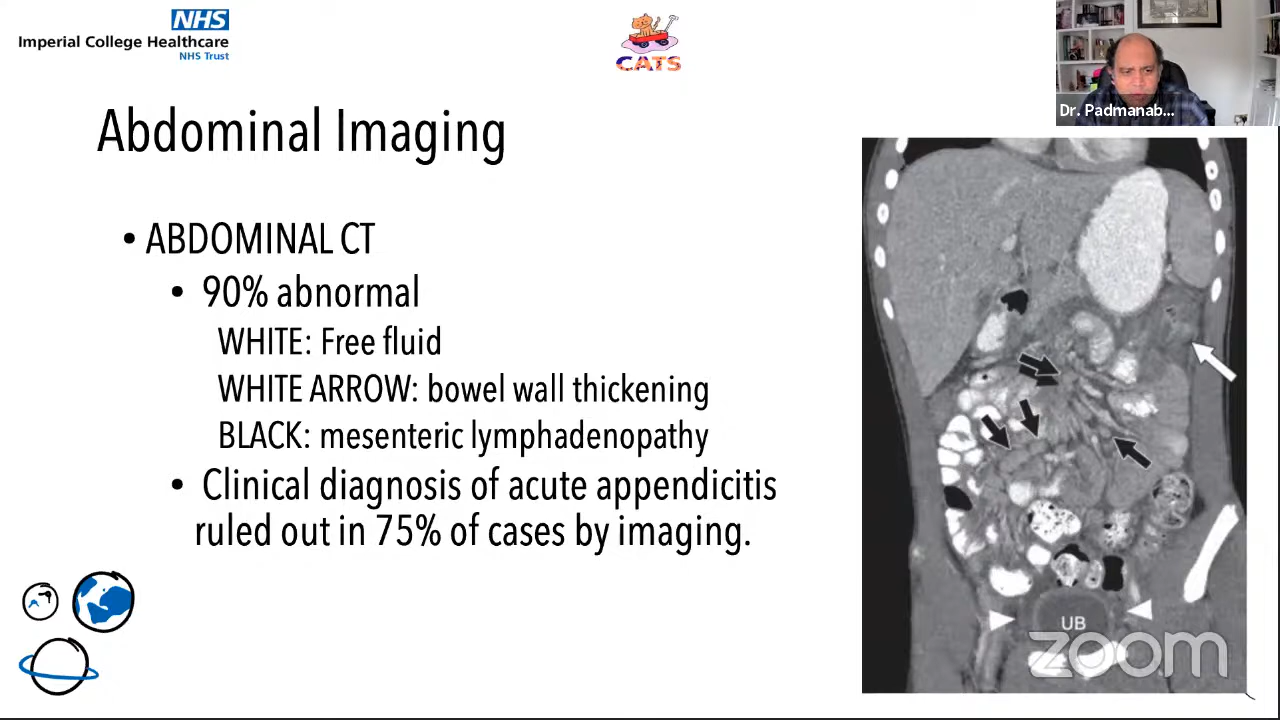 NHS
Imperial College Healthcare
NHS Trust
CATS
Dr. Padmanab...
Abdominal Imaging
• ABDOMINAL CT
• 90% abnormal
WHITE: Free fluid
WHITE ARROW: bowel wall thickening
BLACK: mesenteric lymphadenopathy
• Clinical diagnosis of acute appendicitis
ruled out in 75% of cases by imaging.
UB
zoom